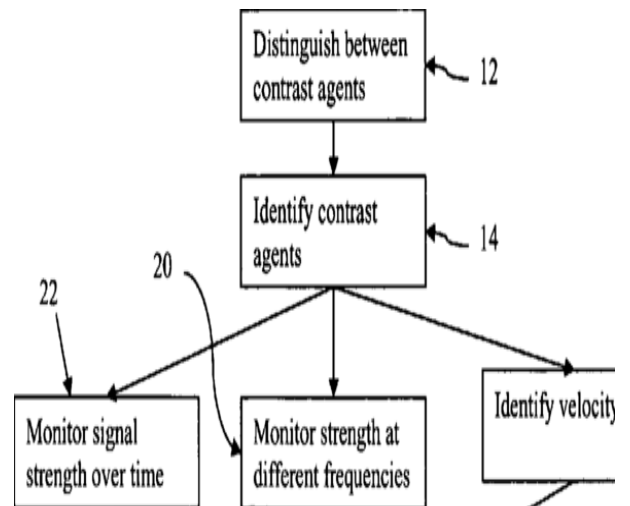 Distinguish between
contrast agents
12
Identify contrast
agents
14
20
22
Monitor signal
strength over time
Monitor strength at
different frequencies
Identify velocity